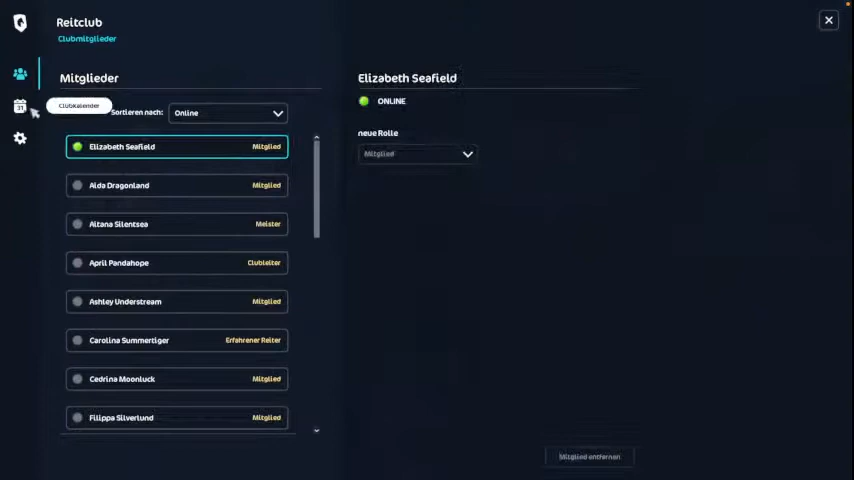 Reitclub
Clubmitglieder
Mitglieder
Elizabeth Seafield
ONLINE
31
Clubkalender
Sortieren nach:
Online
neue Rolle
Mitglied
Elizabeth Seafield
Mitglied
Alda Dragonland
Mitglied
Aitana Silentsea
Meister
April Pandahope
Clubleiter
Ashley Understream
Mitglied
Carolina Summertiger
Erfahrener Reiter
Cedrina Moonluck
Mitglied
Filippa Silverlund
Mitglied
Mitglied entfernen